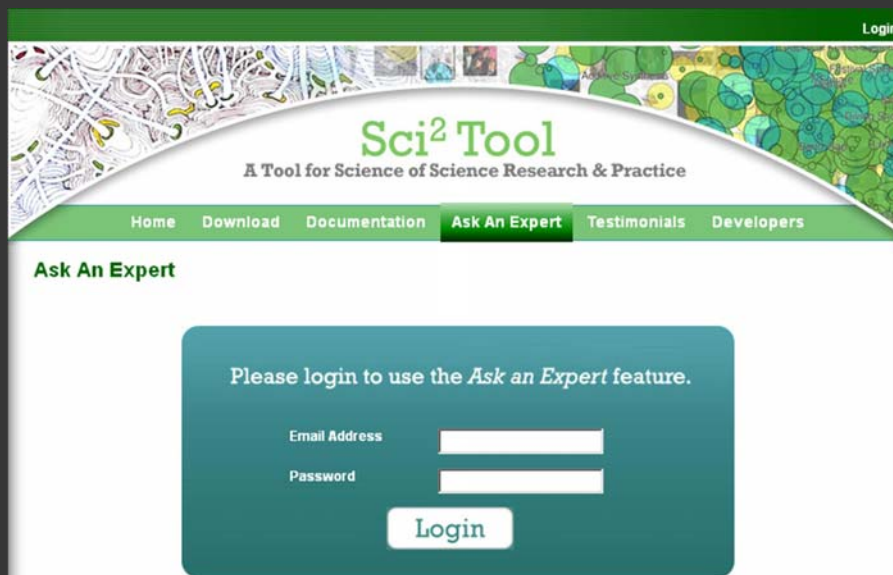 Login
Sci² Tool
A Tool for Science of Science Research & Practice
Home Download Documentation Ask An Expert Testimonials Developers
Ask An Expert
Please login to use the Ask an Expert feature.
Email Address
Password
Login